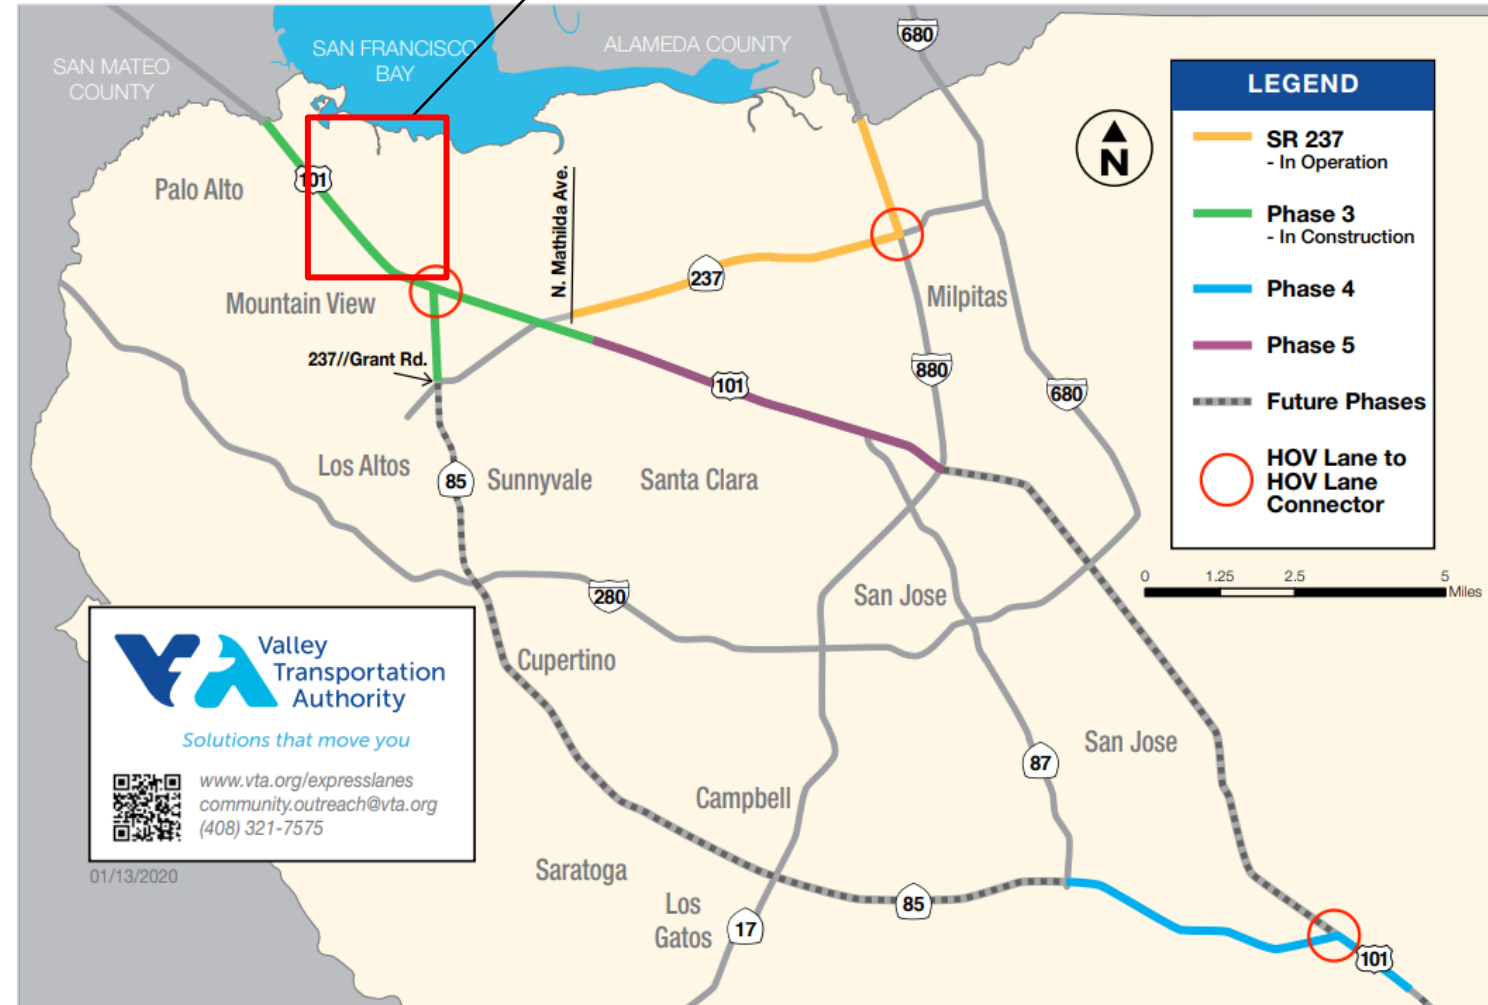 SAN MATEO
COUNTY
SAN FRANCISCO
BAY
ALAMEDA COUNTY
680
LEGEND
SR 237
- In Operation
Phase 3
- In Construction
Phase 4
Phase 5
Future Phases
HOV Lane to
HOV Lane
Connector
N
0 1.25 2.5 5
Miles
101
Palo Alto
N. Mathilda Ave.
237
Milpitas
Mountain View
237//Grant Rd.
101
880
680
Los Altos
85
Sunnyvale
Santa Clara
280
San Jose
Cupertino
Valley
Transportation
Authority
Solutions that move you
www.vta.org/expresslanes
community.outreach@vta.org
(408) 321-7575
01/13/2020
San Jose
87
Campbell
Saratoga
Los
Gatos
17
85
101